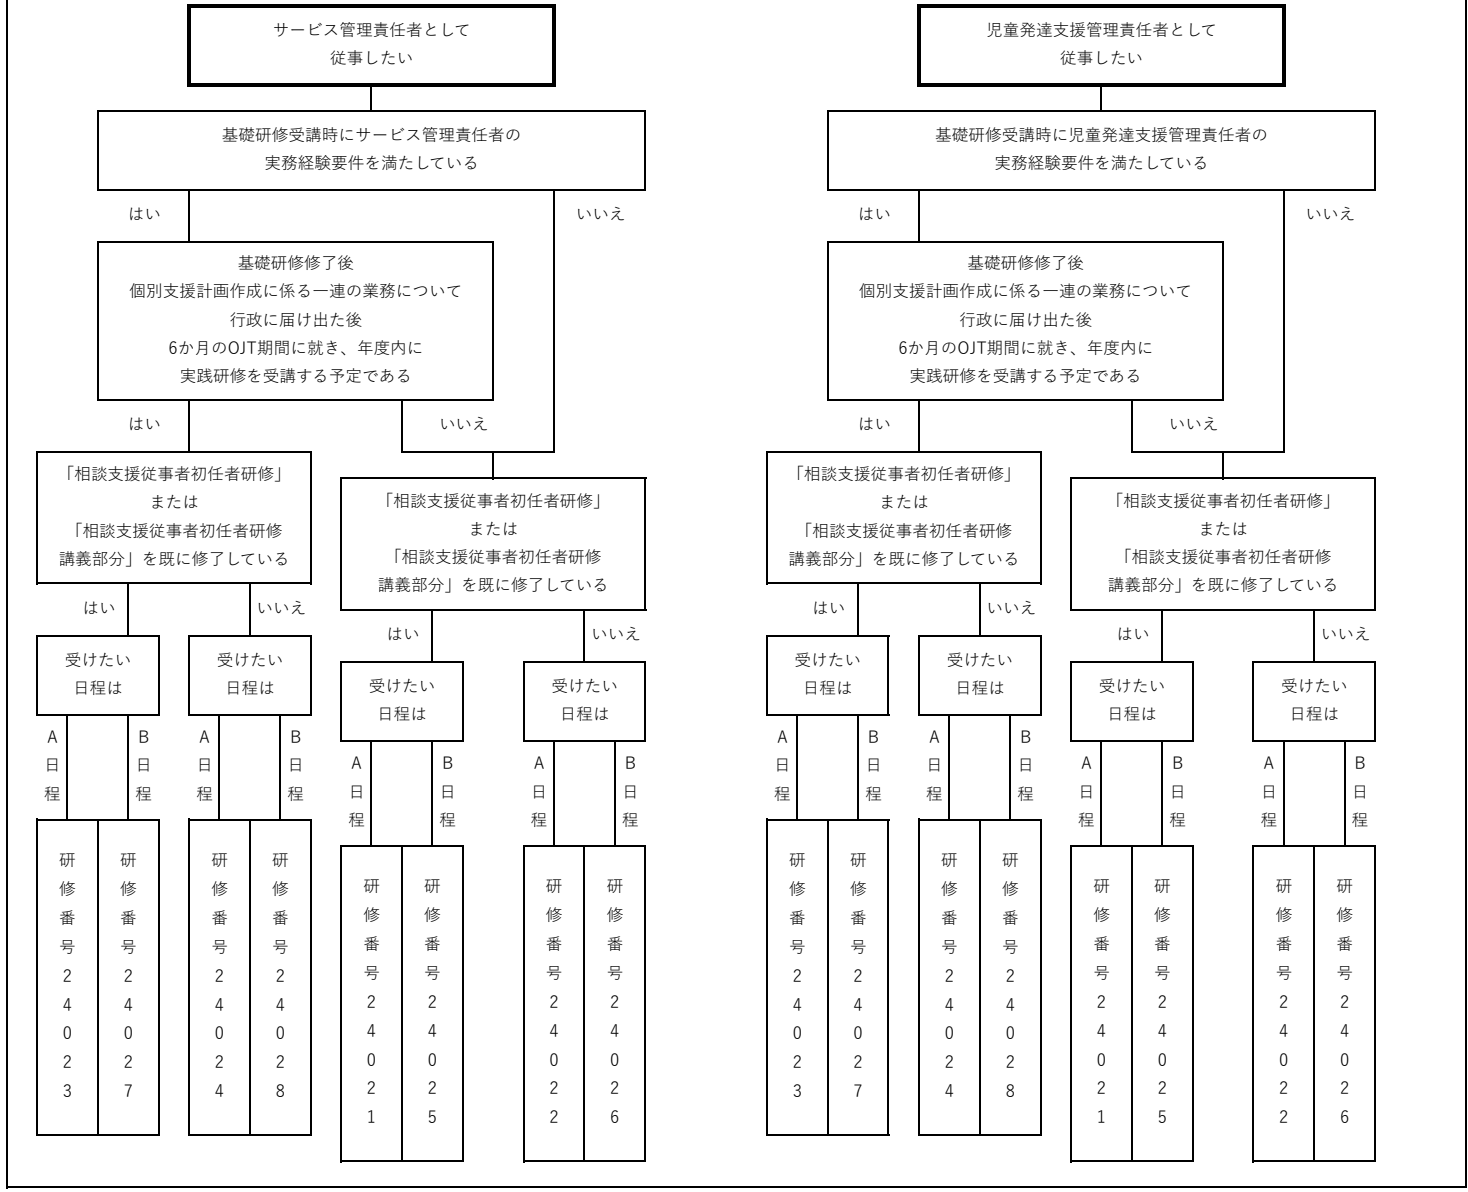 サービス管理責任者として
従事したい
基礎研修受講時にサービス管理責任者の
実務経験要件を満たしている
はい
いいえ
基礎研修修了後
個別支援計画作成に係る一連の業務について
行政に届け出た後
6か月のOJT期間に就き、年度内に
実践研修を受講する予定である
はい
いいえ
「相談支援従事者初任者研修」
または
「相談支援従事者初任者研修
講義部分」を既に修了している
「相談支援従事者初任者研修」
または
「相談支援従事者初任者研修
講義部分」を既に修了している
はい
いいえ
はい
いいえ
受けたい
日程は
受けたい
日程は
受けたい
日程は
受けたい
日程は
A日程
B日程
A日程
B日程
A日程
B日程
A日程
B日程
研修番号24023
研修番号24027
研修番号24024
研修番号24028
研修番号24021
研修番号24025
研修番号24022
研修番号24026
児童発達支援管理責任者として
従事したい
基礎研修受講時に児童発達支援管理責任者の
実務経験要件を満たしている
はい
いいえ
基礎研修修了後
個別支援計画作成に係る一連の業務について
行政に届け出た後
6か月のOJT期間に就き、年度内に
実践研修を受講する予定である
はい
いいえ
「相談支援従事者初任者研修」
または
「相談支援従事者初任者研修
講義部分」を既に修了している
「相談支援従事者初任者研修」
または
「相談支援従事者初任者研修
講義部分」を既に修了している
はい
いいえ
はい
いいえ
受けたい
日程は
受けたい
日程は
受けたい
日程は
受けたい
日程は
A日程
B日程
A日程
B日程
A日程
B日程
A日程
B日程
研修番号24023
研修番号24027
研修番号24024
研修番号24028
研修番号24021
研修番号24025
研修番号24022
研修番号24026